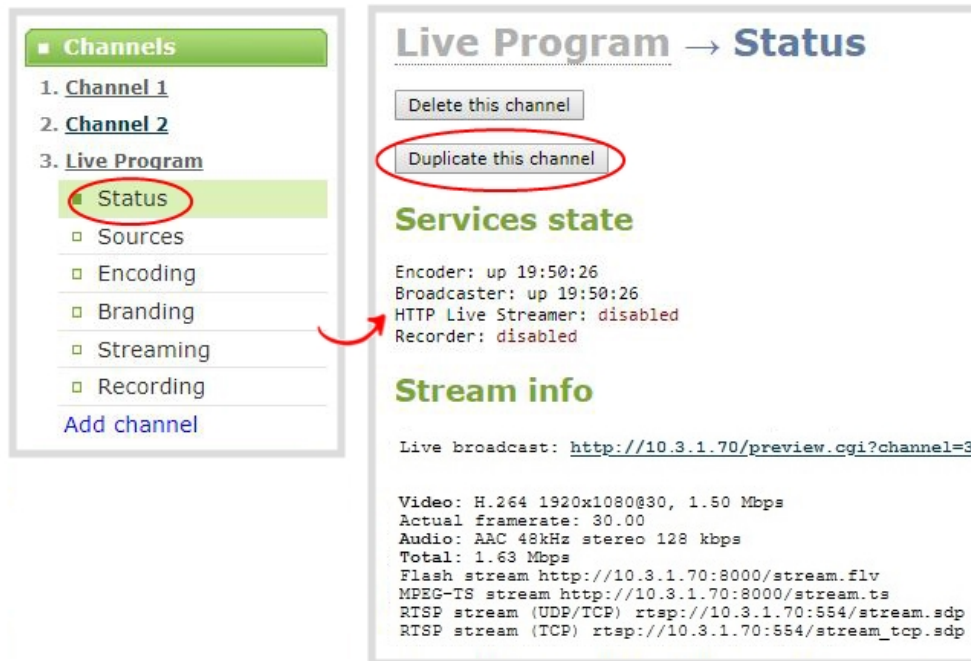 Channels
1. Channel 1
2. Channel 2
3. Live Program
Status
Sources
Encoding
Branding
Streaming
Recording
Add channel
Live Program → Status
Delete this channel
Duplicate this channel
Services state
Encoder: up 19:50:26
Broadcaster: up 19:50:26
HTTP Live Streamer: disabled
Recorder: disabled
Stream info
Live broadcast: http://10.3.1.70/preview.cgi?channel=3
Video: H.264 1920x1080@30, 1.50 Mbps
Actual framerate: 30.00
Audio: AAC 48kHz stereo 128 kbps
Total: 1.63 Mbps
Flash stream http://10.3.1.70:8000/stream.flv
MPEG-TS stream http://10.3.1.70:8000/stream.ts
RTSP stream (UDP/TCP) rtsp://10.3.1.70:554/stream.sdp
RTSP stream (TCP) rtsp://10.3.1.70:554/stream_tcp.sdp